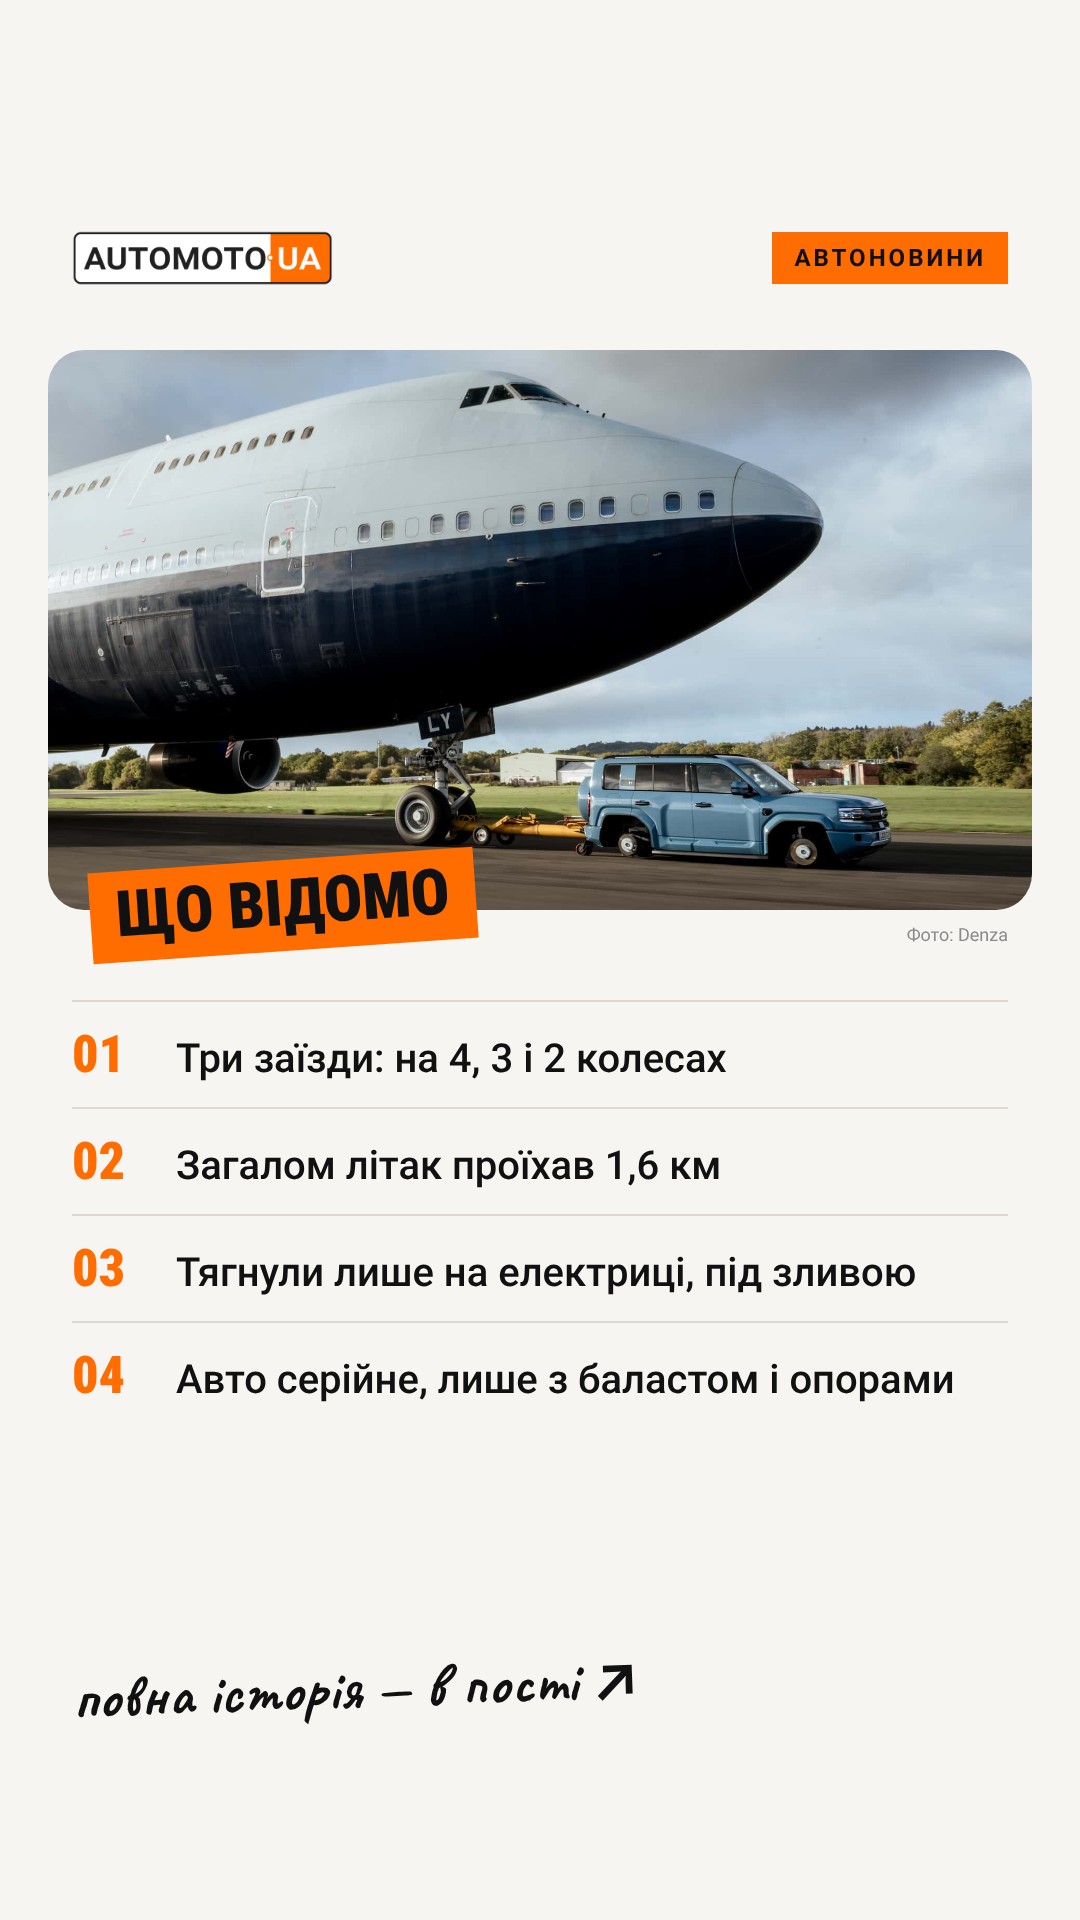 AUTOMOTO.UA
АВТОНОВИНИ
LY
ЩО ВІДОМО
Фото: Denza
01 Три заїзди: на 4, 3 і 2 колесах
02 Загалом літак проїхав 1,6 км
03 Тягнули лише на електриці, під зливою
04 Авто серійне, лише з баластом і опорами
повна історія — в пості ↗